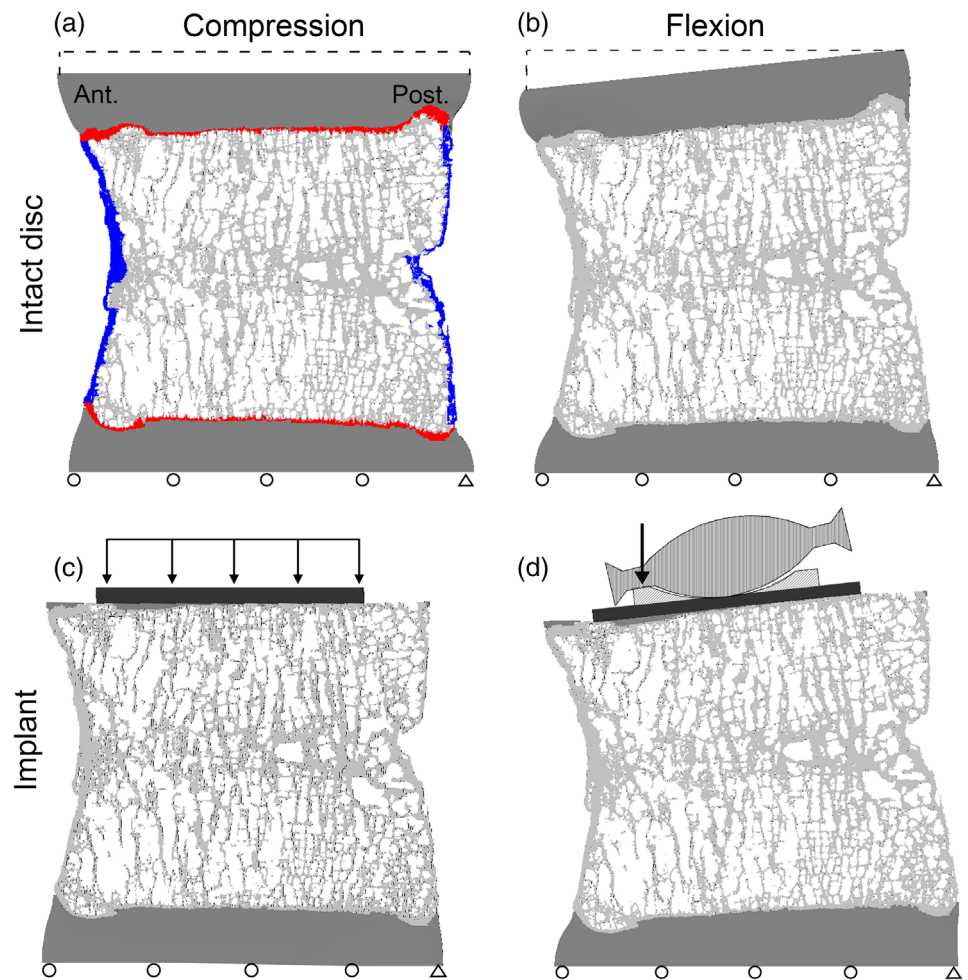 (a) Compression
(b) Flexion
Ant. Post.
Intact disc
(c)
(d)
Implant